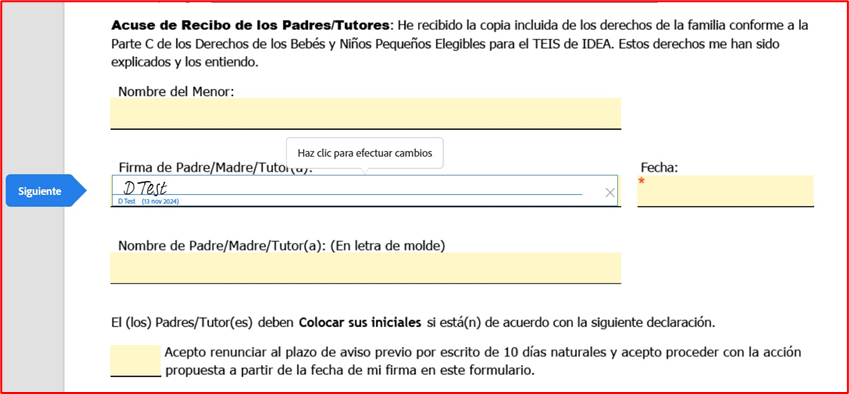 Acuse de Recibo de los Padres/Tutores: He recibido la copia incluida de los derechos de la familia conforme a la
Parte C de los Derechos de los Bebés y Niños Pequeños Elegibles para el TEIS de IDEA. Estos derechos me han sido
explicados y los entiendo.
Nombre del Menor:
Haz clic para efectuar cambios
Firma de Padre/Madre/Tutor(a):
Fecha:
Siguiente
D Test
*
D Test (13 nov 2024)
Nombre de Padre/Madre/Tutor(a): (En letra de molde)
El (los) Padres/Tutor(es) deben Colocar sus iniciales si está(n) de acuerdo con la siguiente declaración.
Acepto renunciar al plazo de aviso previo por escrito de 10 días naturales y acepto proceder con la acción
propuesta a partir de la fecha de mi firma en este formulario.